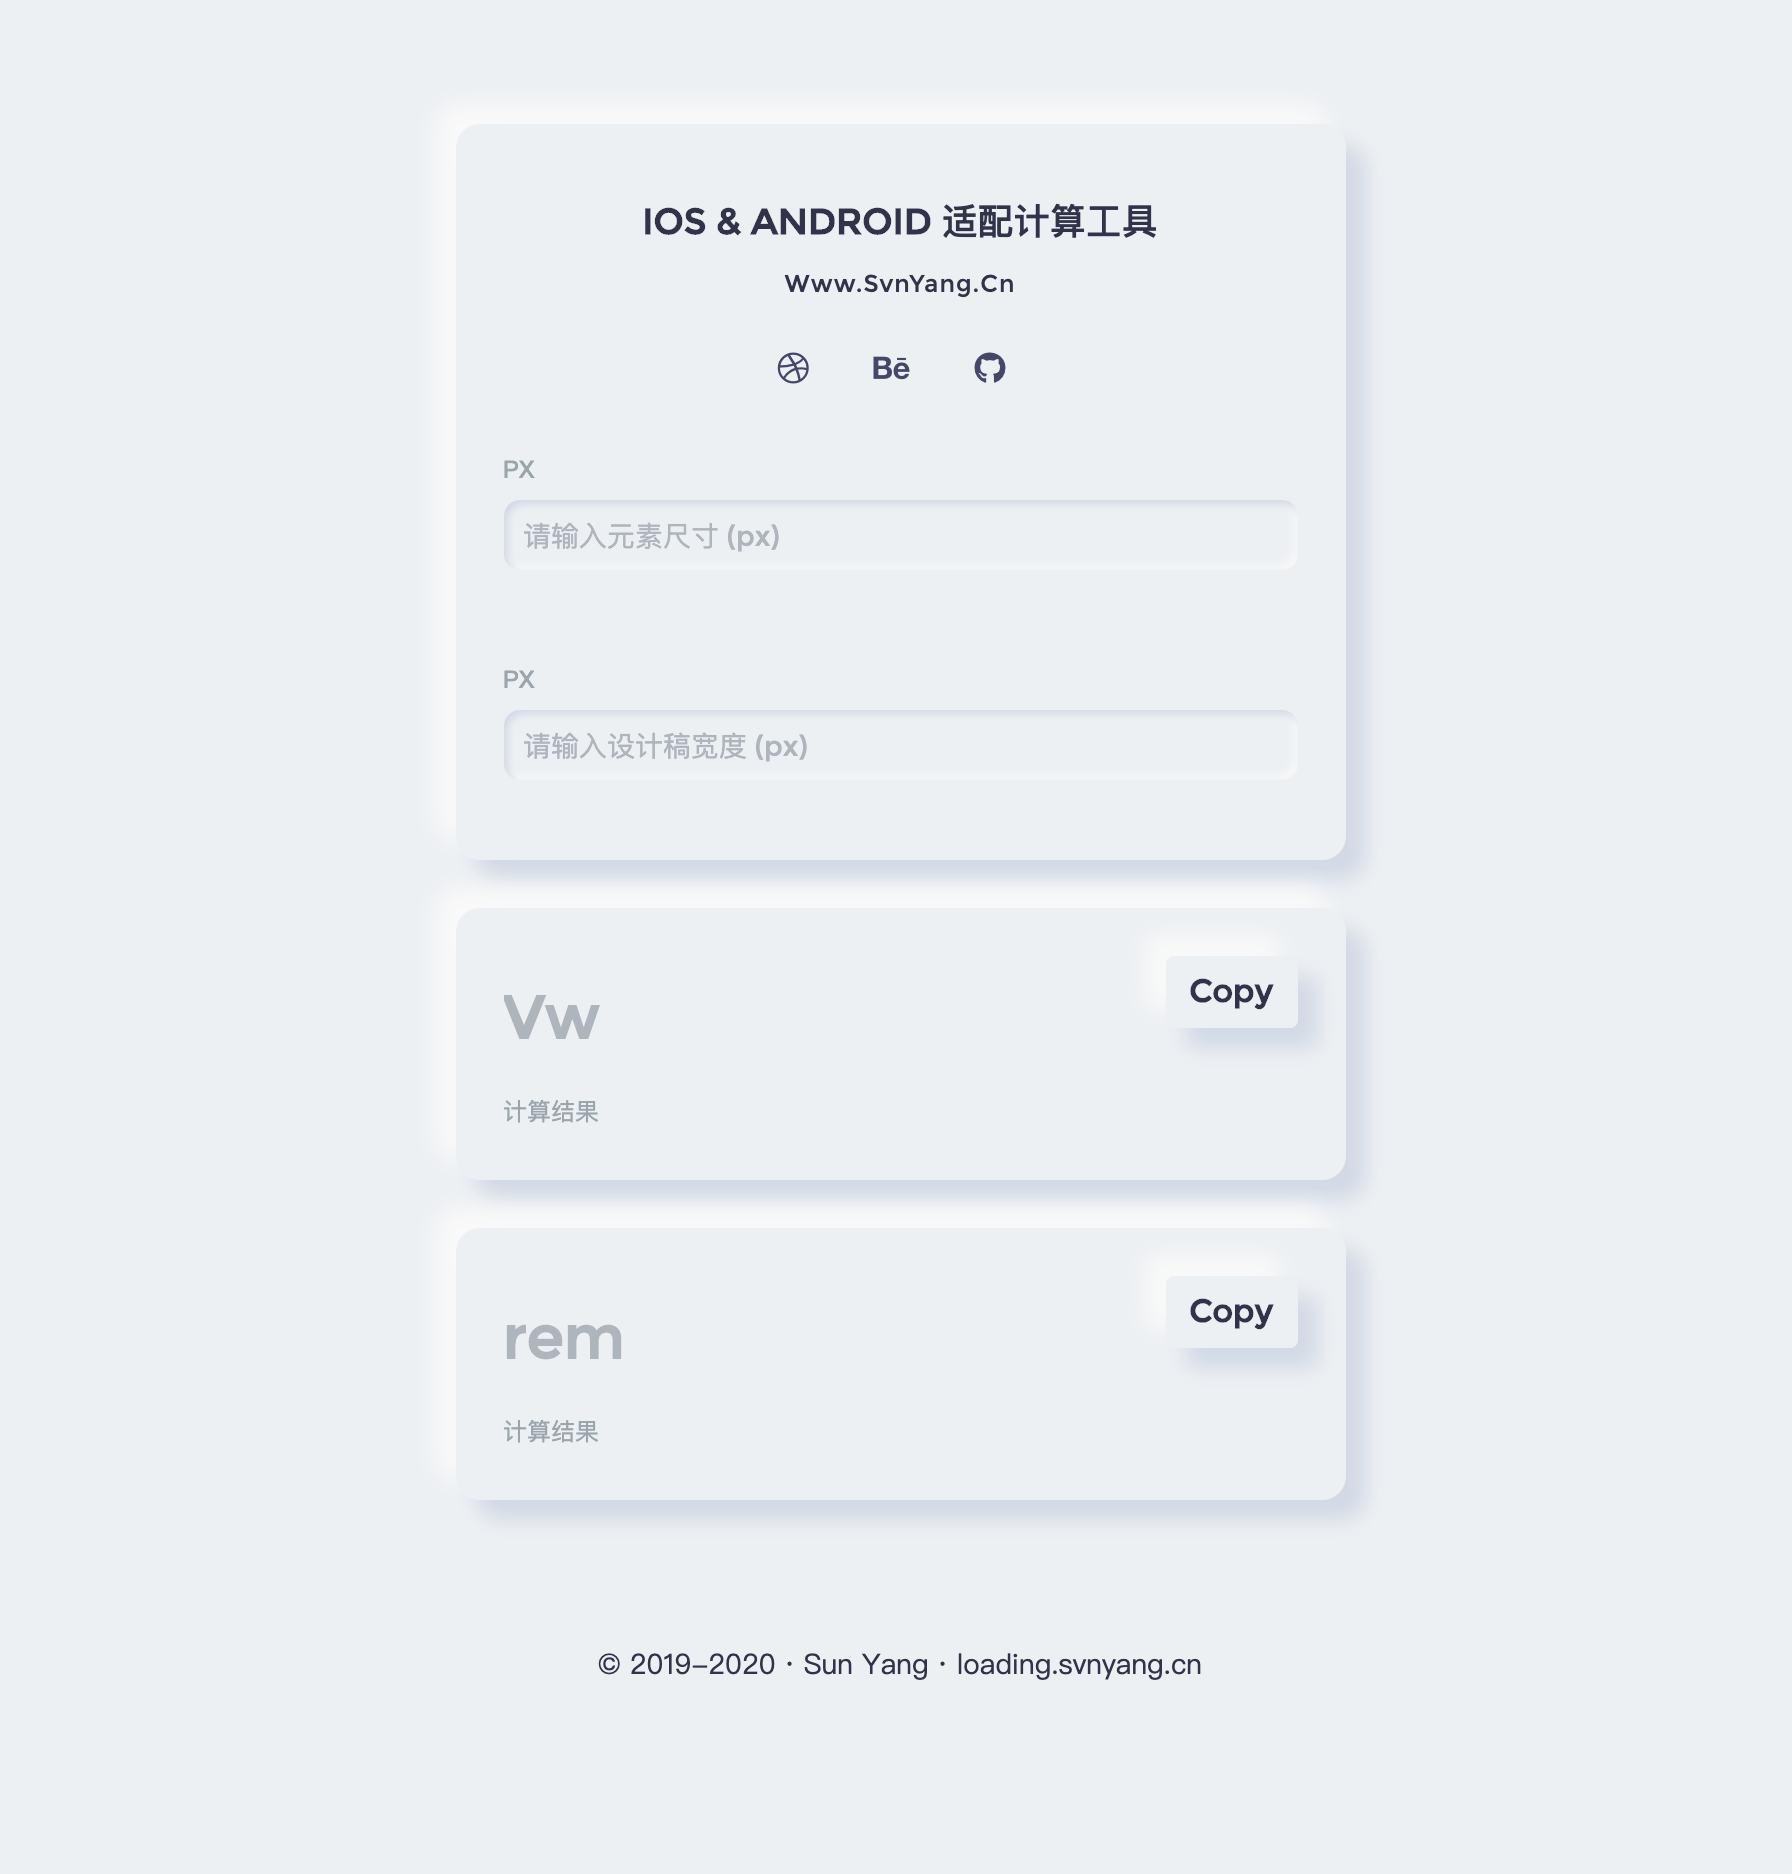 IOS & ANDROID 适配计算工具
Www.SvnYang.Cn
Bē
PX
请输入元素尺寸 (px)
PX
请输入设计稿宽度 (px)
Vw
Copy
计算结果
rem
Copy
计算结果
© 2019–2020 · Sun Yang · loading.svnyang.cn